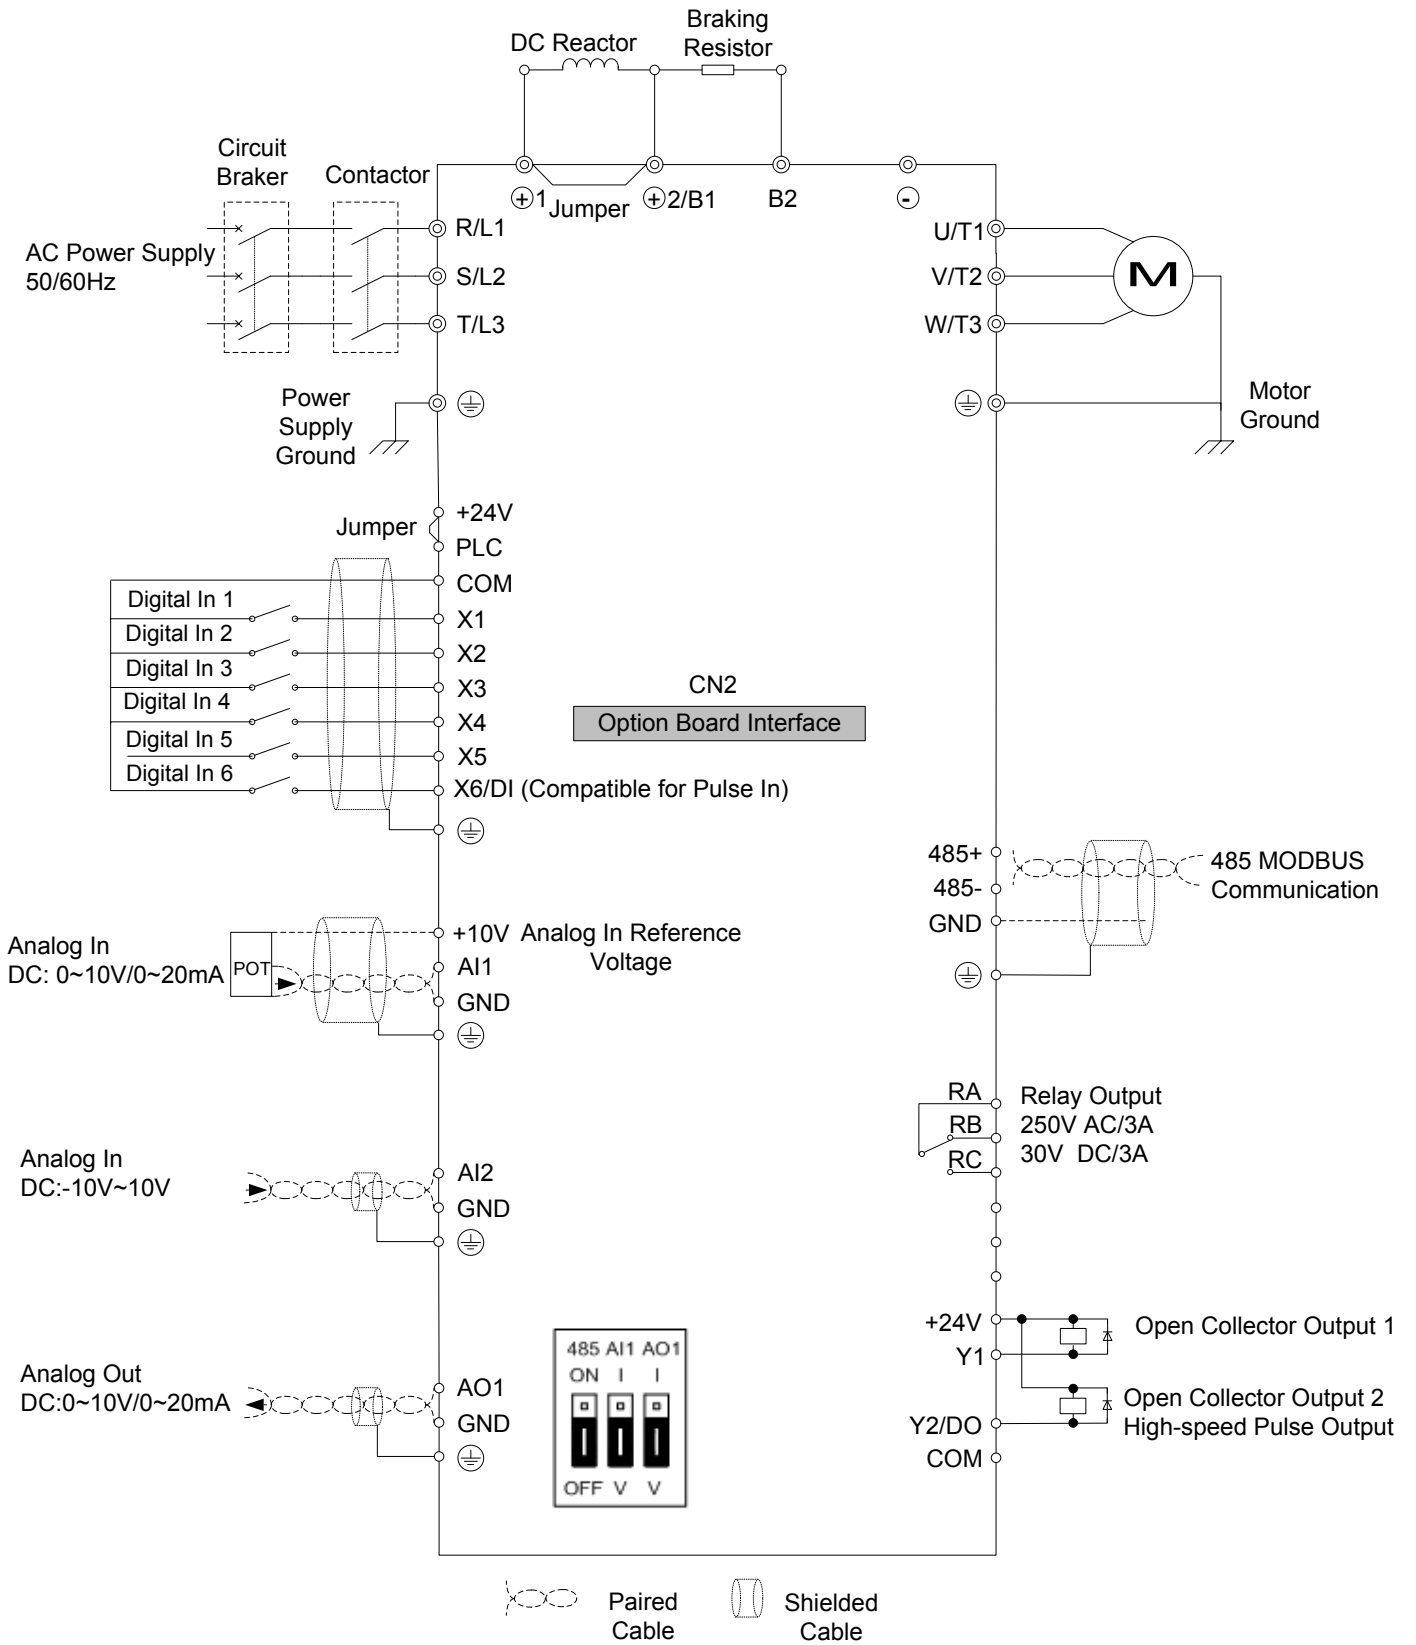 Braking
Resistor
DC Reactor
Circuit
Braker
Contactor
+1
Jumper
+2/B1
B2
-
AC Power Supply
50/60Hz
R/L1
S/L2
T/L3
U/T1
V/T2
W/T3
M
Power
Supply
Ground
Motor
Ground
Jumper
+24V
PLC
COM
Digital In 1
X1
Digital In 2
X2
Digital In 3
X3
Digital In 4
X4
Digital In 5
X5
Digital In 6
X6/DI (Compatible for Pulse In)
CN2
Option Board Interface
485+
485-
GND
485 MODBUS
Communication
Analog In
DC: 0~10V/0~20mA
POT
+10V Analog In Reference
Voltage
AI1
GND
RA
RB
RC
Relay Output
250V AC/3A
30V DC/3A
Analog In
DC:-10V~10V
AI2
GND
+24V
Y1
Open Collector Output 1
Y2/DO
COM
Open Collector Output 2
High-speed Pulse Output
Analog Out
DC:0~10V/0~20mA
AO1
GND
485 AI1 AO1
ON I I
OFF V V
Paired
Cable
Shielded
Cable